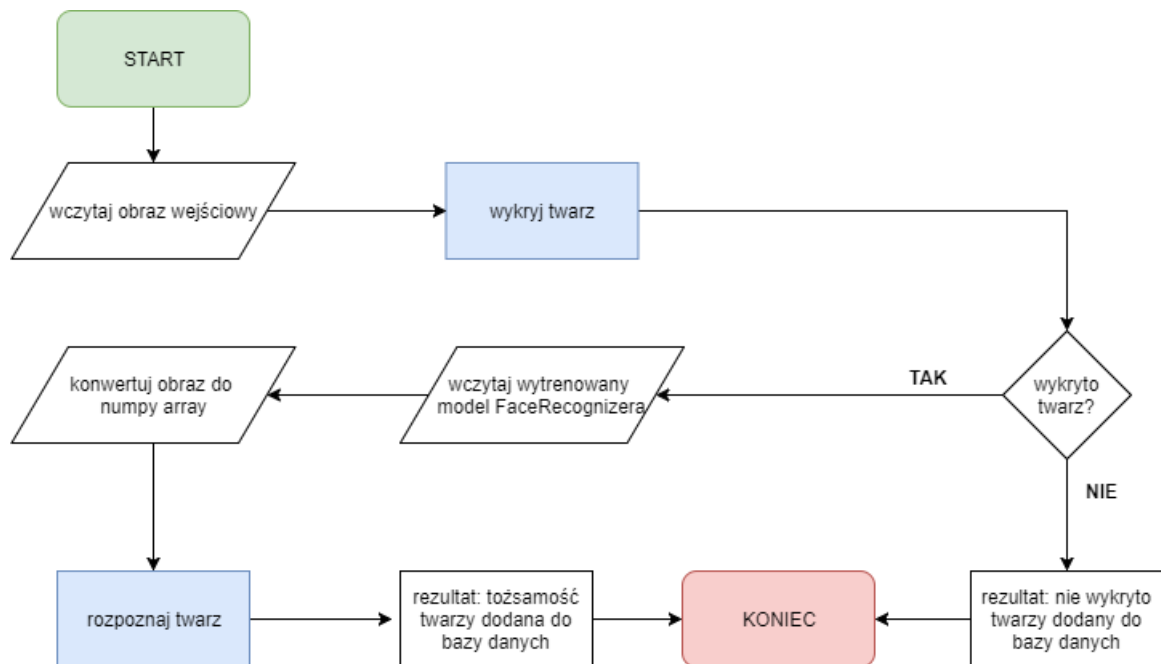 START
wczytaj obraz wejściowy
wykryj twarz
wykryto
twarz?
TAK
wczytaj wytrenowany
model FaceRecognizera
konwertuj obraz do
numpy array
NIE
rozpoznaj twarz
rezultat: tożsamość
twarzy dodana do
bazy danych
KONIEC
rezultat: nie wykryto
twarzy dodany do
bazy danych